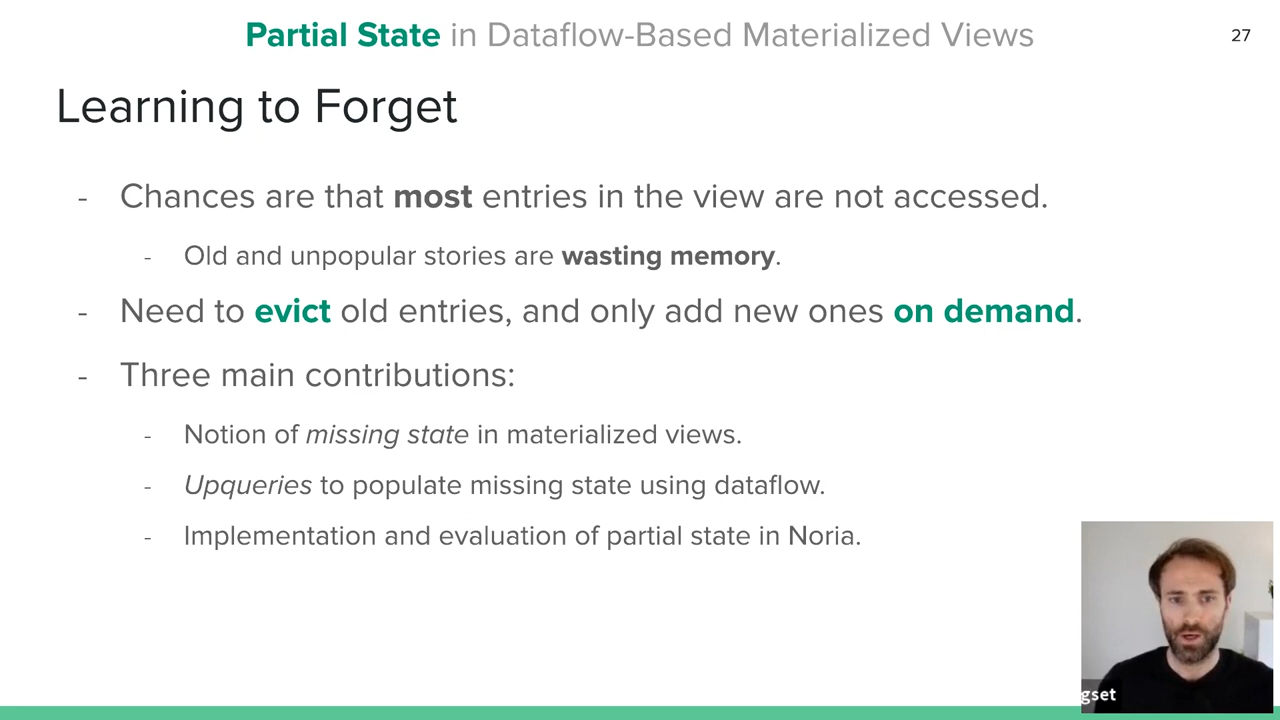 Partial State in Dataflow-Based Materialized Views
27
Learning to Forget
- Chances are that most entries in the view are not accessed.
- Old and unpopular stories are wasting memory.
- Need to evict old entries, and only add new ones on demand.
- Three main contributions:
- Notion of missing state in materialized views.
- Upqueries to populate missing state using dataflow.
- Implementation and evaluation of partial state in Noria.
gset